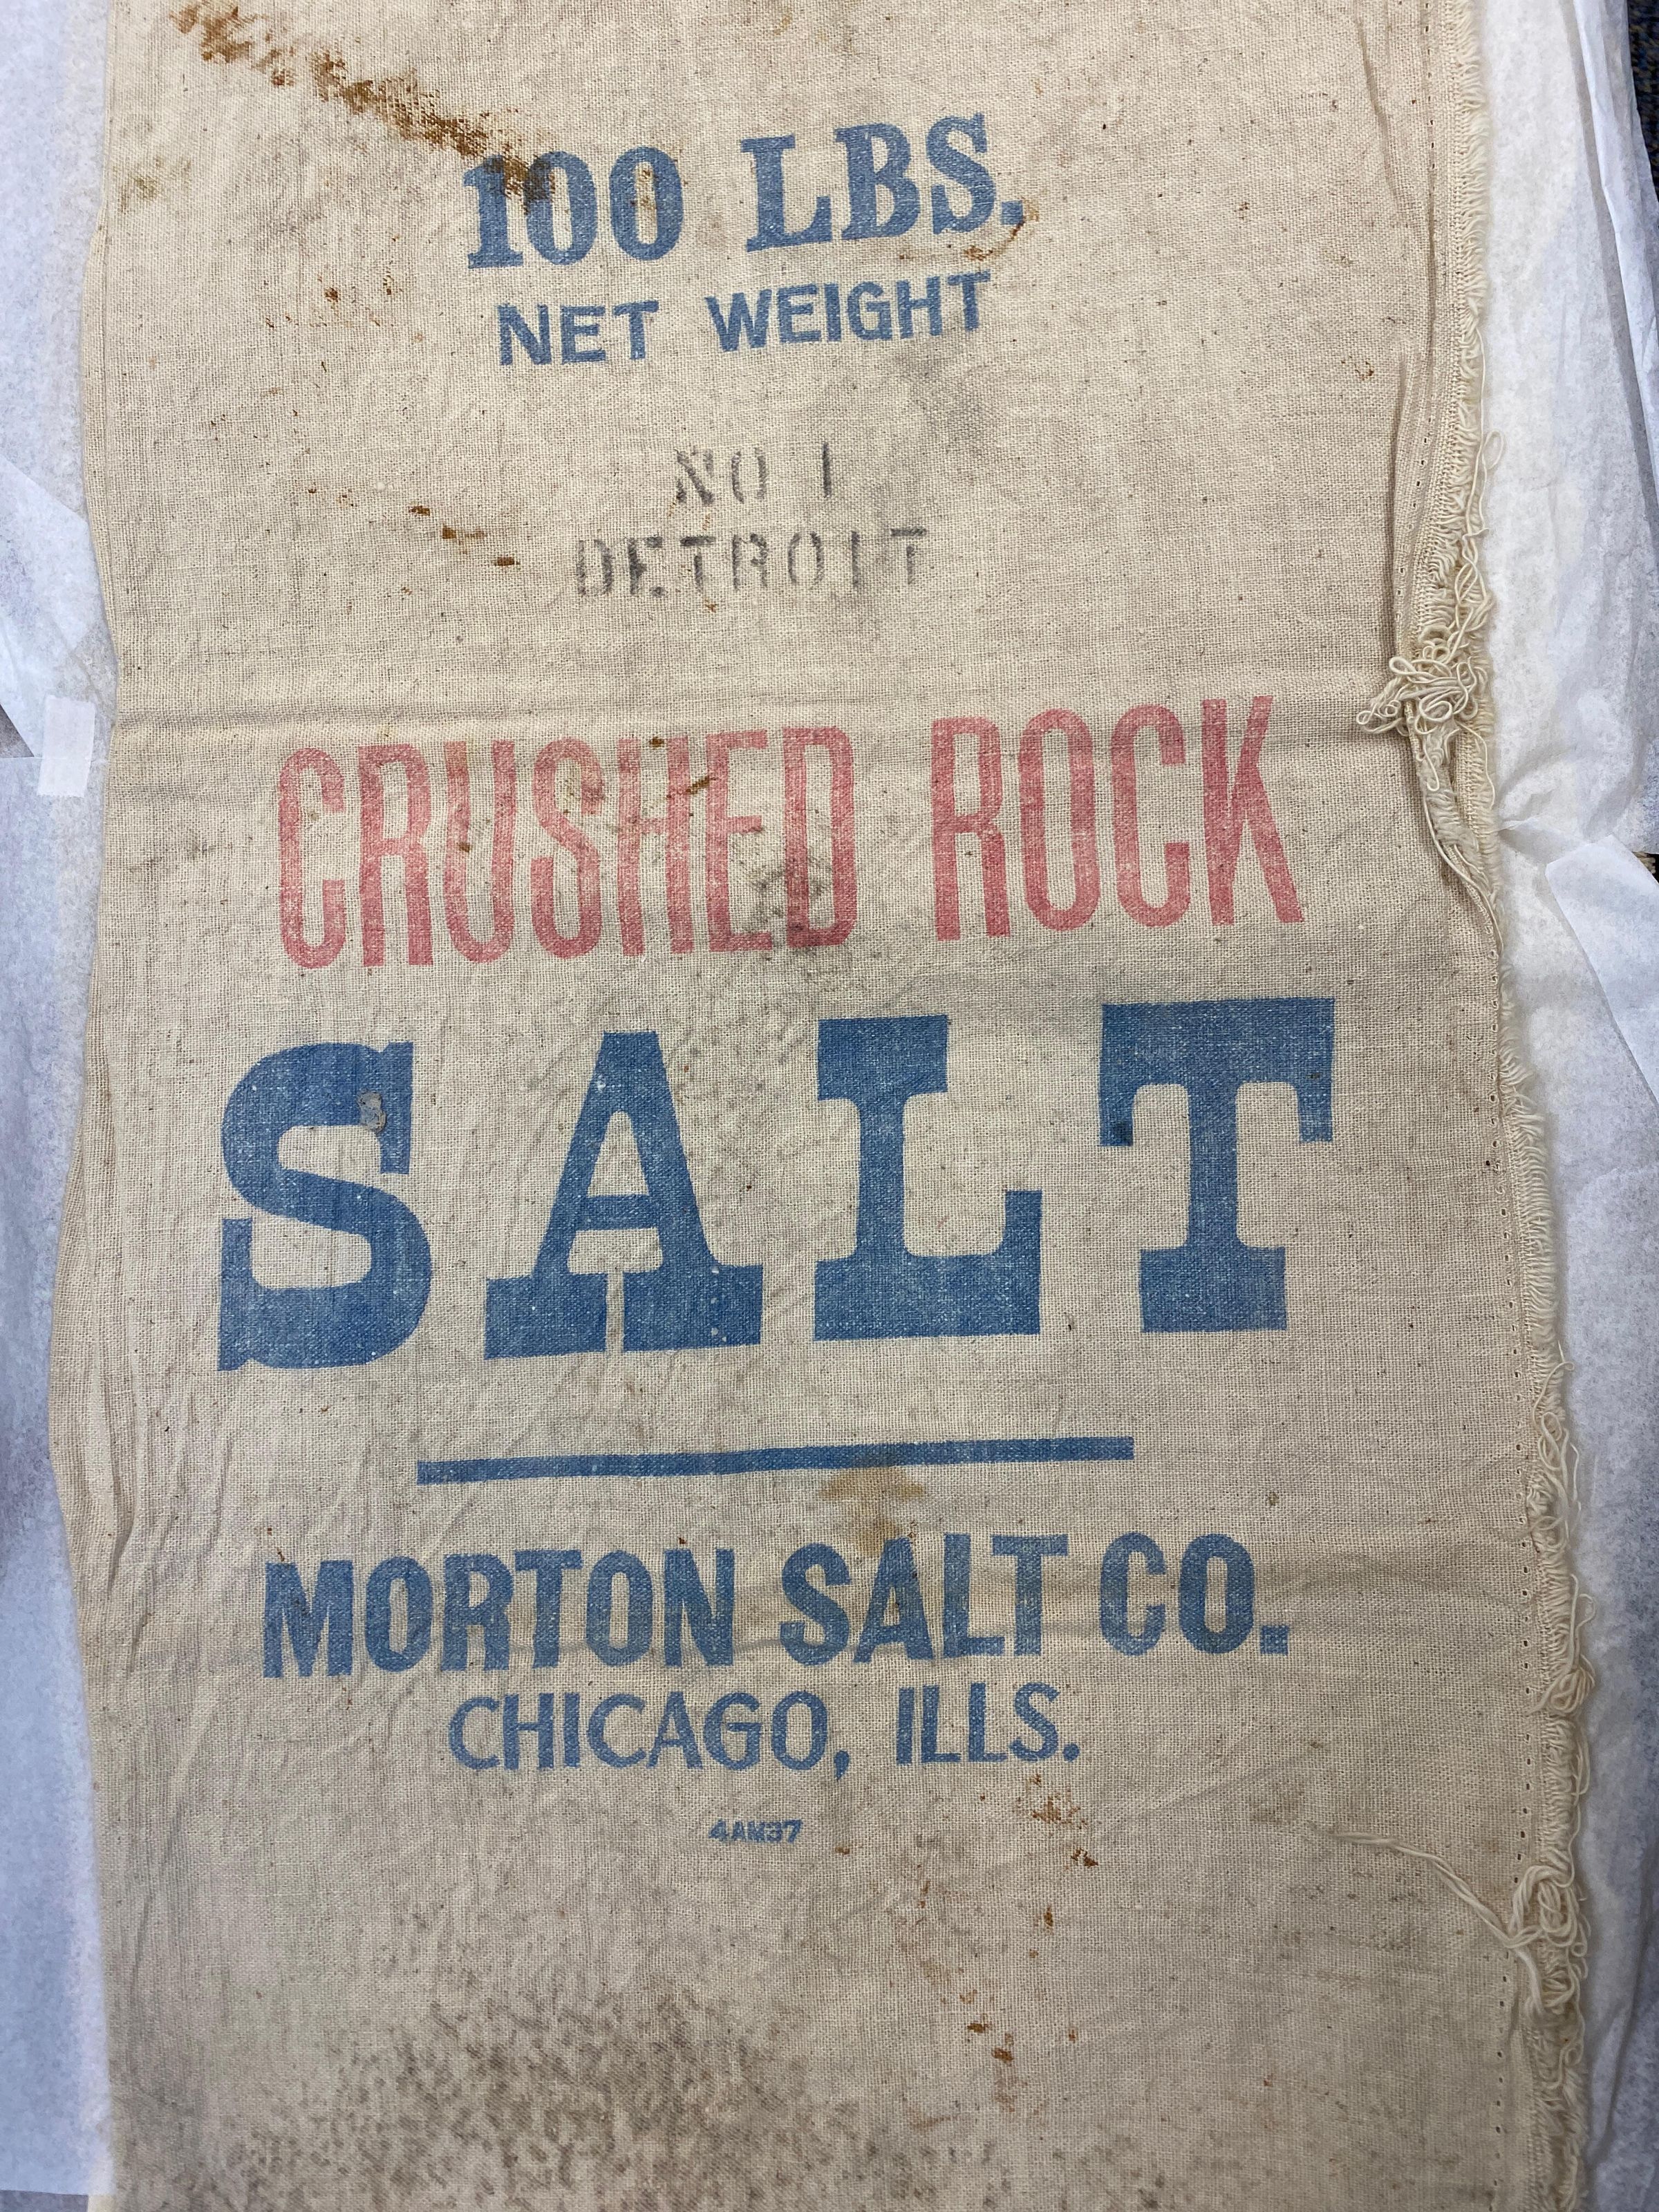 100 LBS.
NET WEIGHT
NO 1
DETROIT
CRUSHED ROCK
SALT
MORTON SALT CO.
CHICAGO, ILLS.
4AM37